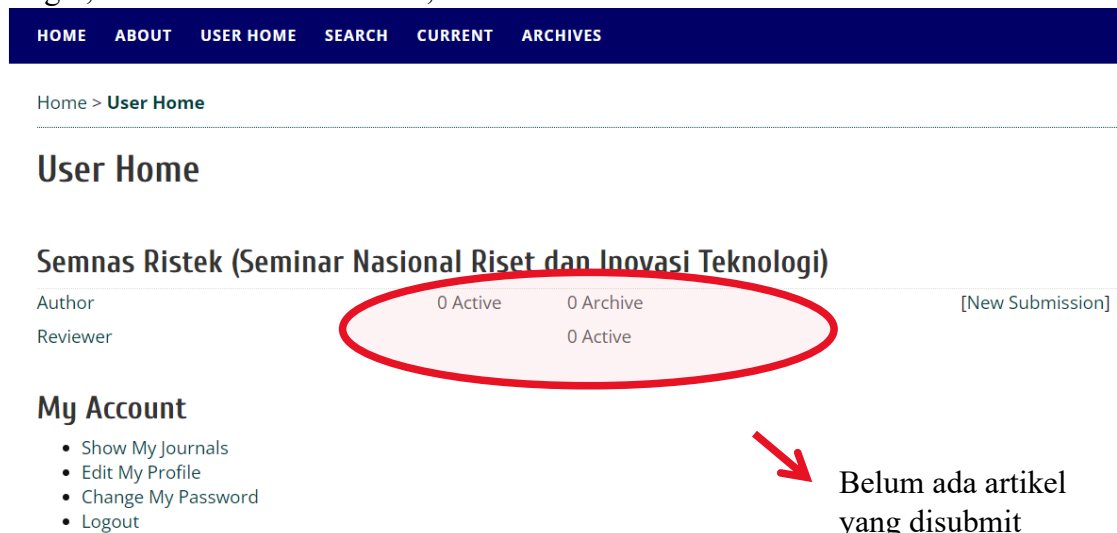 HOME ABOUT USER HOME SEARCH CURRENT ARCHIVES
Home > User Home
User Home
Semnas Ristek (Seminar Nasional Riset dan Inovasi Teknologi)
Author 0 Active 0 Archive [New Submission]
Reviewer 0 Active
My Account
• Show My Journals
• Edit My Profile
• Change My Password
• Logout
Belum ada artikel
yang disubmit